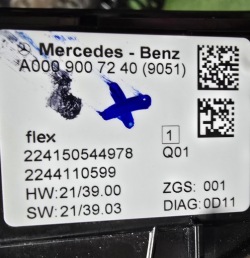 Mercedes - Benz
A000 900 72 40 (9051)
flex
1
224150544978
Q01
2244110599
HW: 21/39.00
ZGS: 001
SW: 21/39.03
DIAG: 0D11